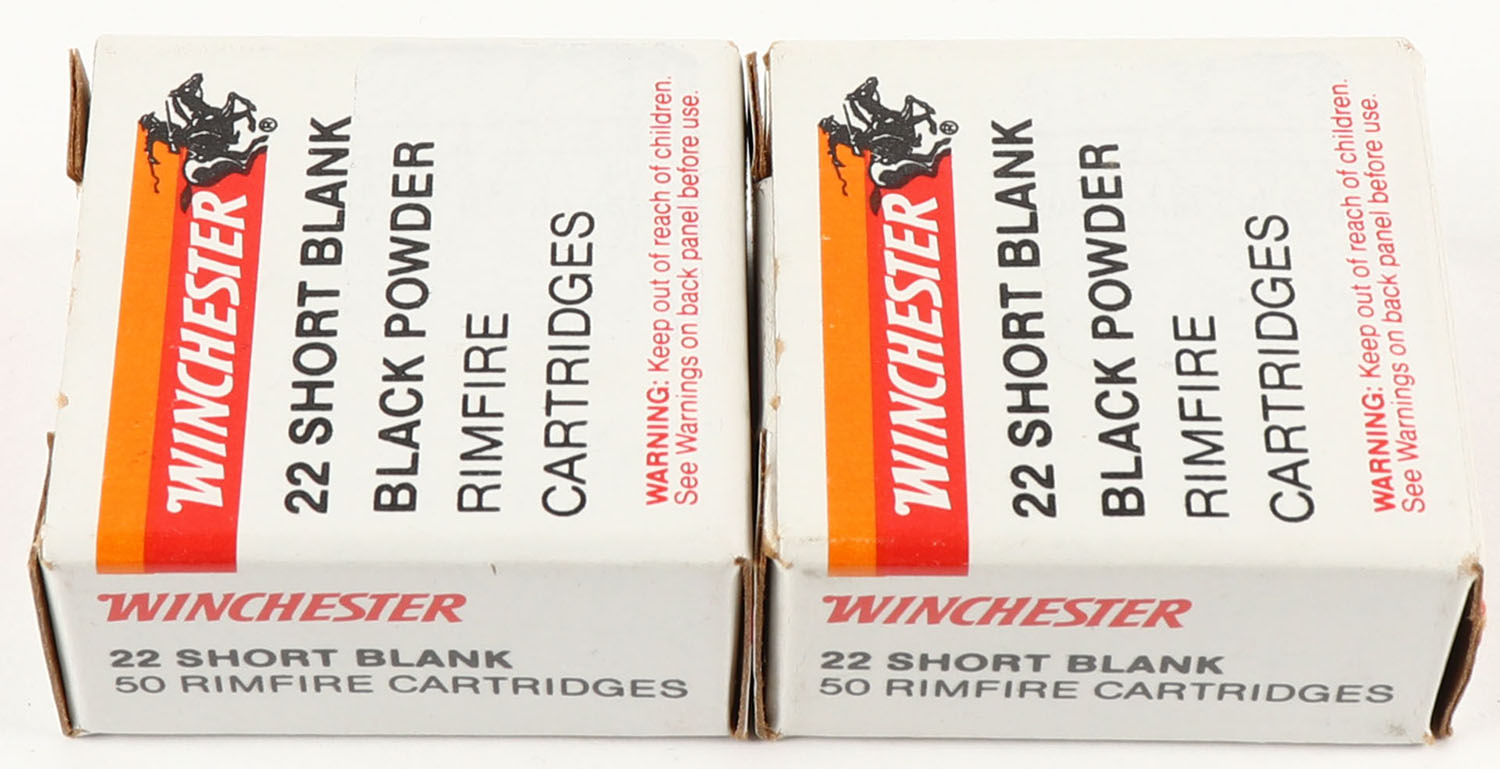 WINCHESTER
®
22 SHORT BLANK
BLACK POWDER
RIMFIRE
CARTRIDGES
WARNING: Keep out of reach of children.
See Warnings on back panel before use.
WINCHESTER
22 SHORT BLANK
50 RIMFIRE CARTRIDGES
WINCHESTER
®
22 SHORT BLANK
BLACK POWDER
RIMFIRE
CARTRIDGES
WARNING: Keep out of reach of children.
See Warnings on back panel before use.
WINCHESTER
22 SHORT BLANK
50 RIMFIRE CARTRIDGES